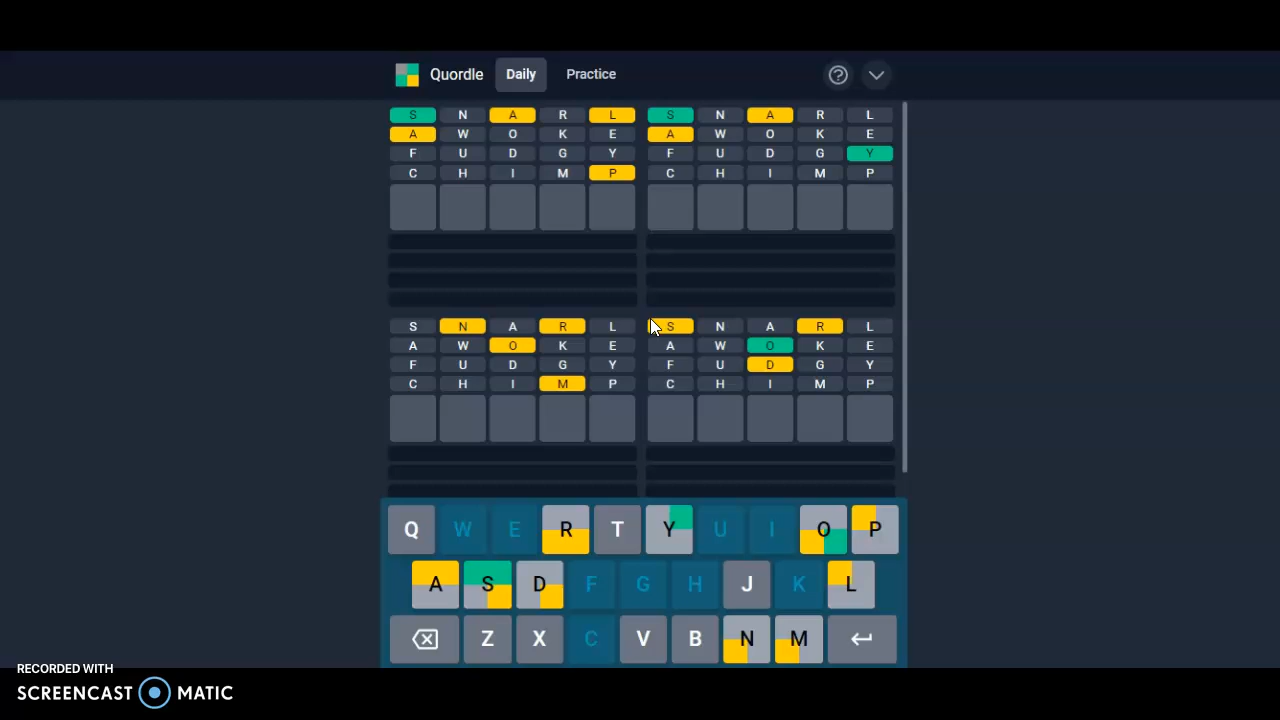 Quordle Daily Practice
S N A R L S N A R L
A W O K E A W O K E
F U D G Y F U D G Y
C H I M P C H I M P
S N A R L S N A R L
A W O K E A W O K E
F U D G Y F U D G Y
C H I M P C H I M P
Q W E R T Y U I O P
A S D F G H J K L
Z X C V B N M
RECORDED WITH
SCREENCAST MATIC